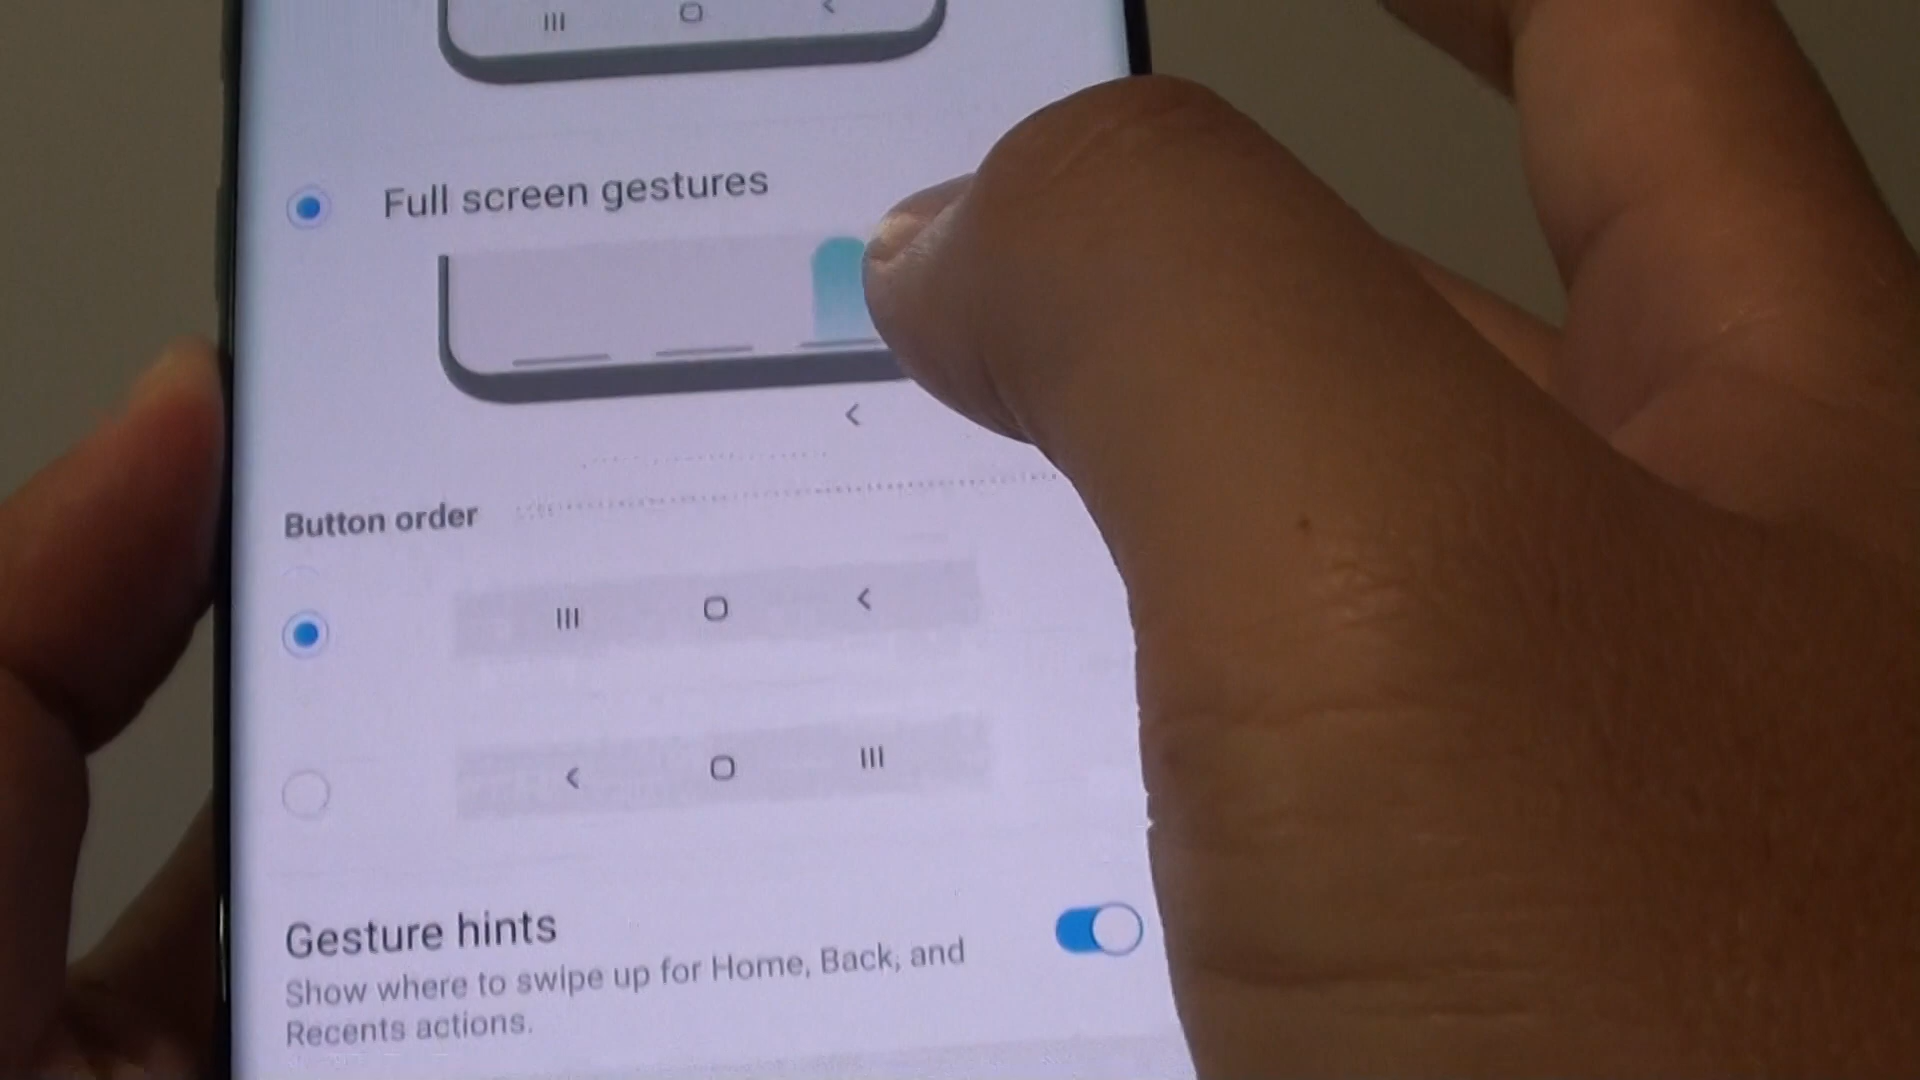 Full screen gestures
Button order
Gesture hints
Show where to swipe up for Home, Back, and
Recents actions.